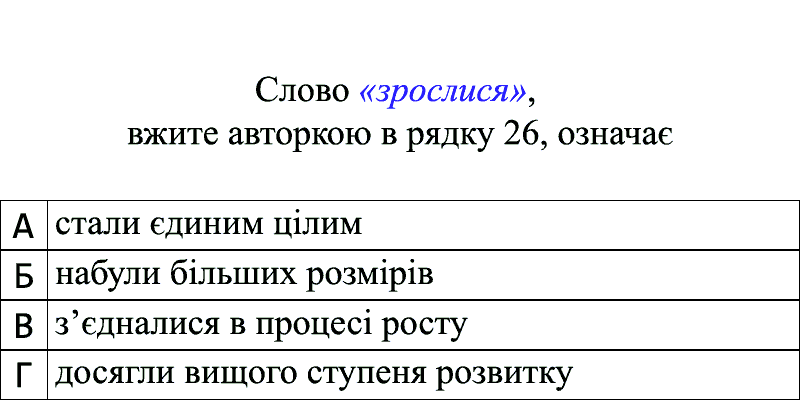 Слово «зрослися»,
вжите авторкою в рядку 26, означає
А стали єдиним цілим
Б набули більших розмірів
В з’єдналися в процесі росту
Г досягли вищого ступеня розвитку